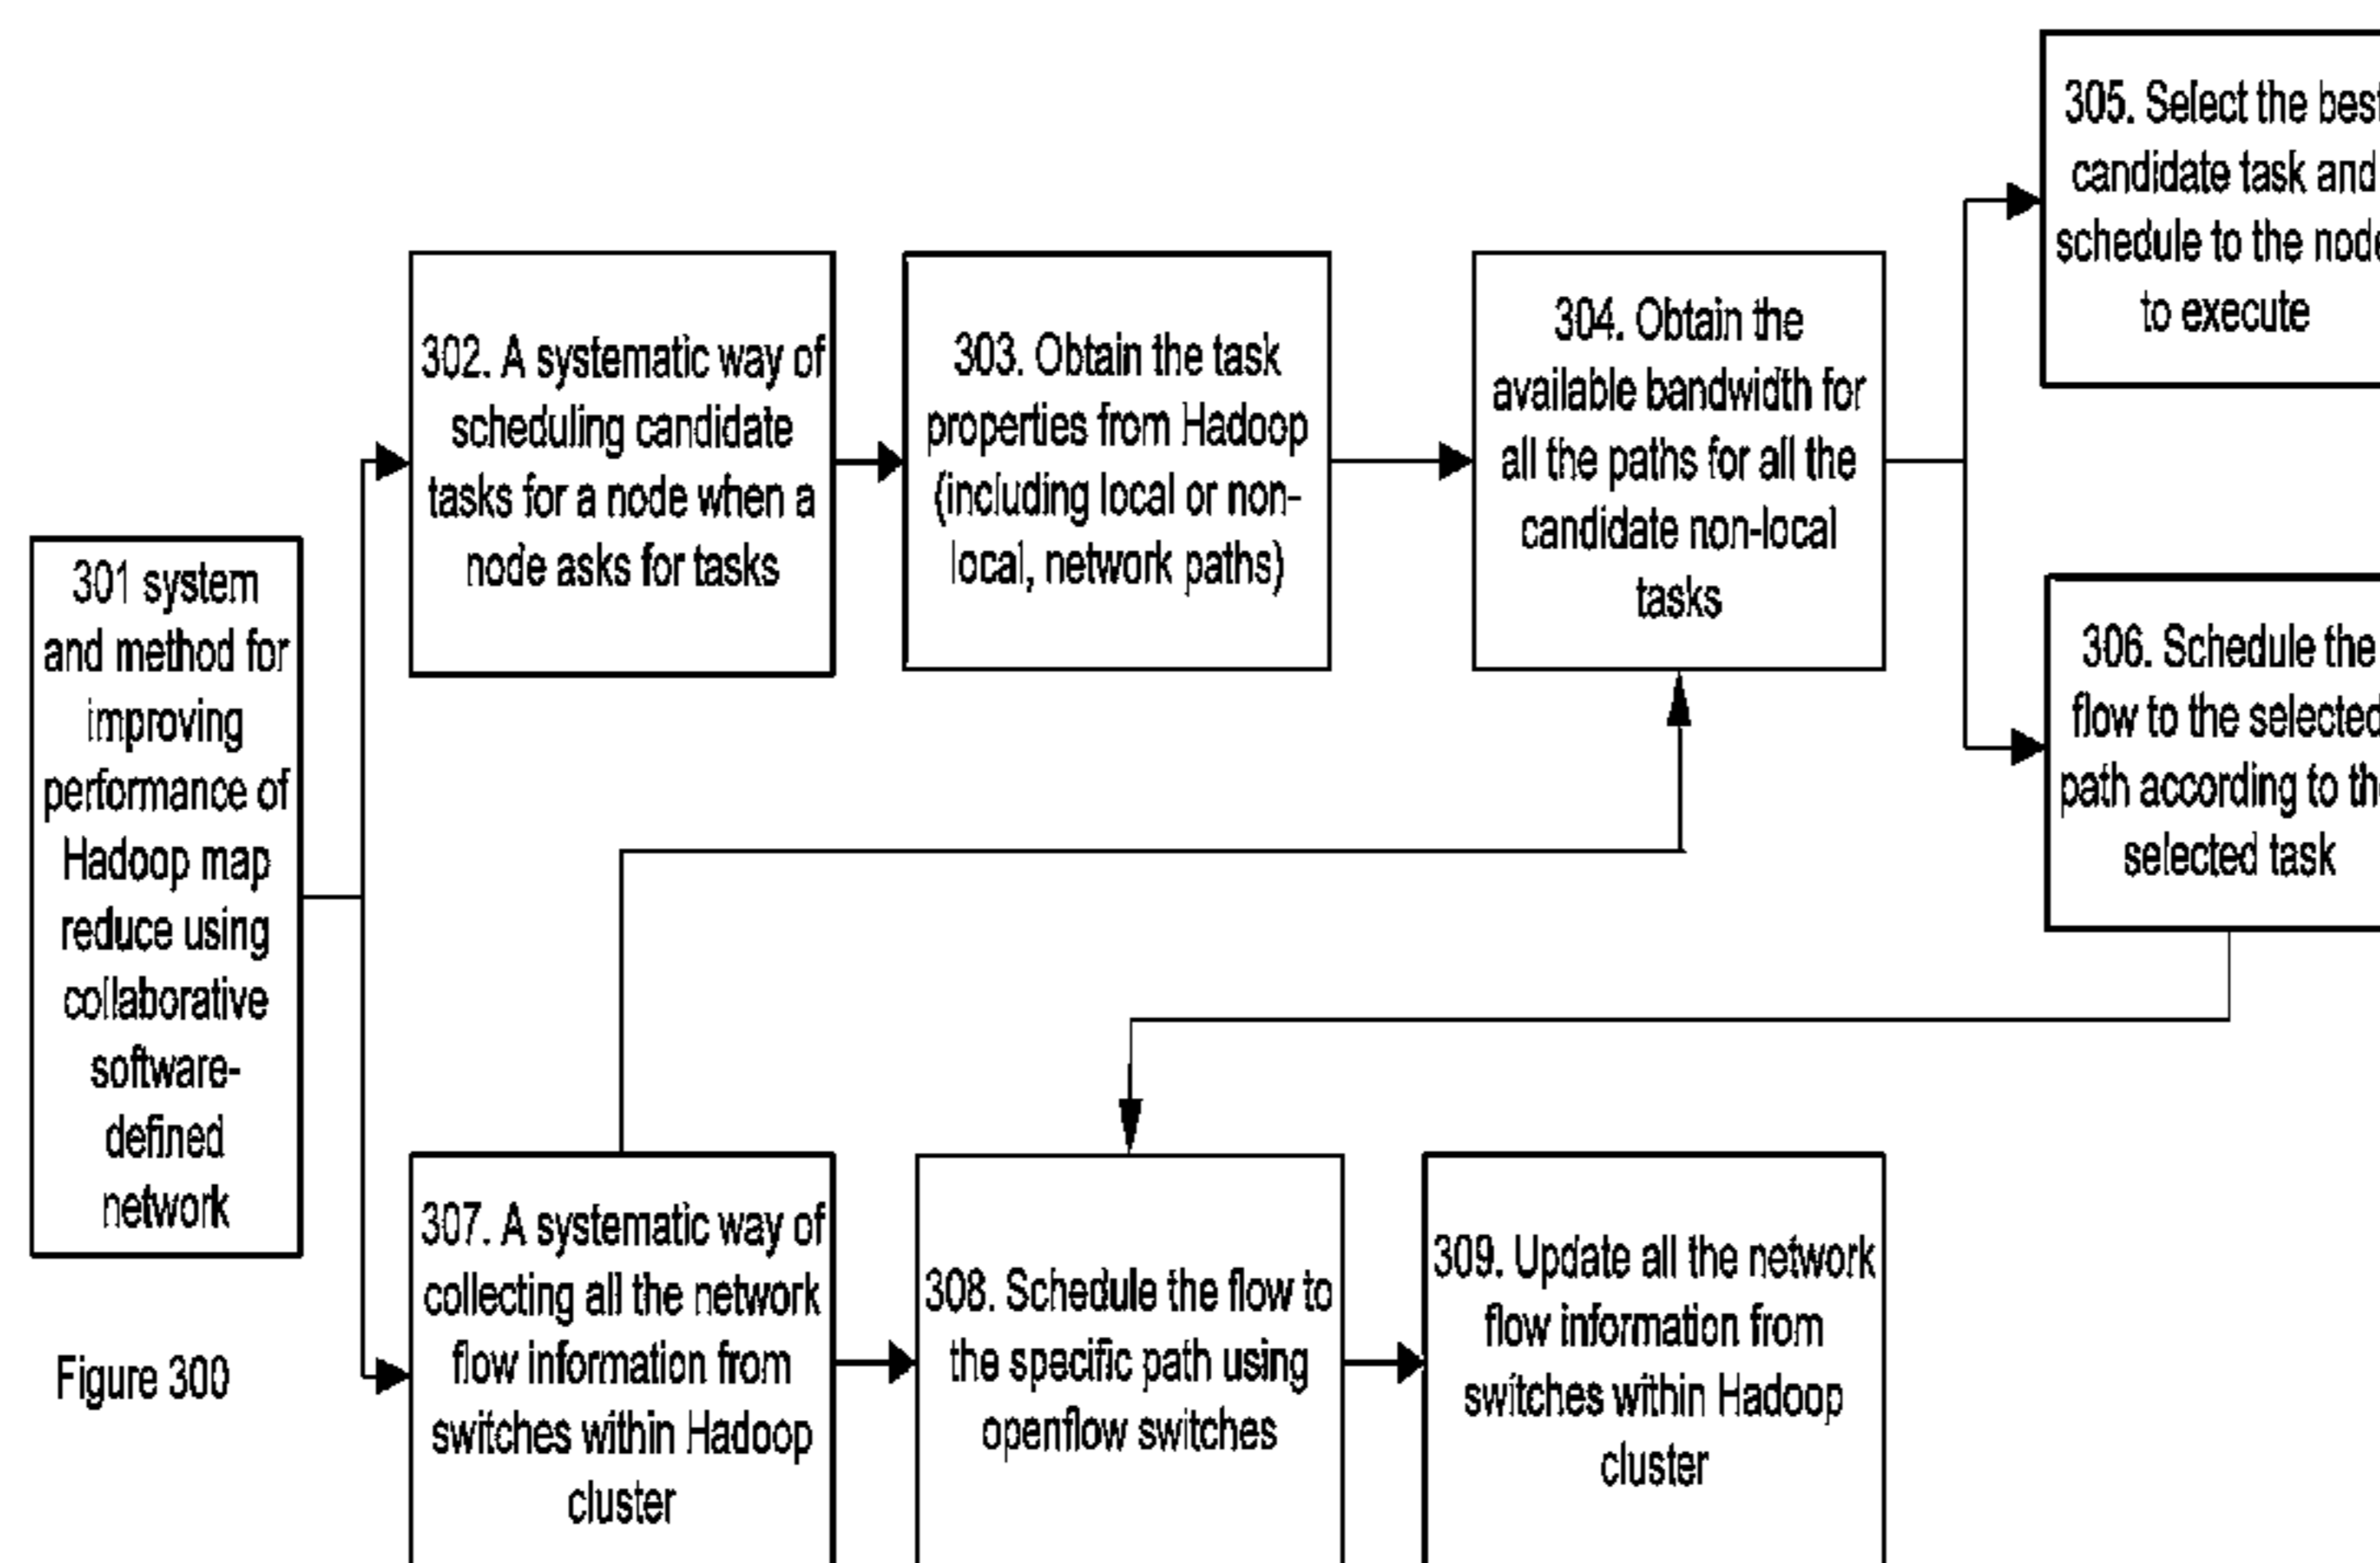 301 system
and method for
improving
performance of
Hadoop map
reduce using
collaborative
software-
defined
network
302. A systematic way of
scheduling candidate
tasks for a node when a
node asks for tasks
303. Obtain the task
properties from Hadoop
(including local or non-
local, network paths)
304. Obtain the
available bandwidth for
all the paths for all the
candidate non-local
tasks
305. Select the best
candidate task and
schedule to the node
to execute
306. Schedule the
flow to the selected
path according to the
selected task
307. A systematic way of
collecting all the network
flow information from
switches within Hadoop
cluster
308. Schedule the flow to
the specific path using
openflow switches
309. Update all the network
flow information from
switches within Hadoop
cluster
Figure 300